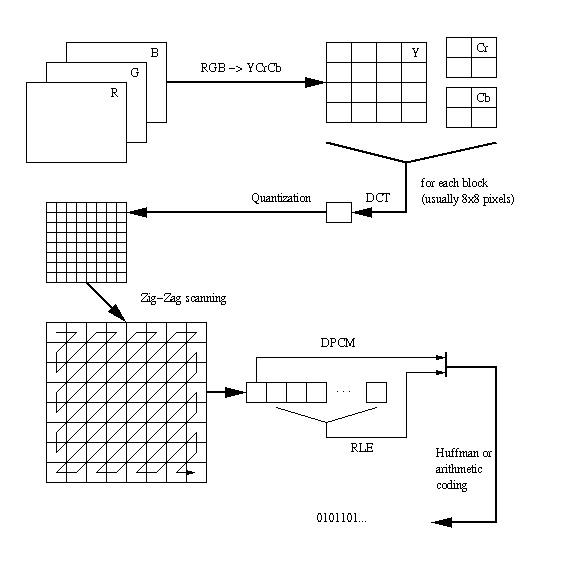 B
G
R
RGB -> YCrCb
Y
Cr
Cb
for each block
(usually 8x8 pixels)
DCT
Quantization
Zig-Zag scanning
DPCM
. . .
RLE
Huffman or
arithmetic
coding
0101101...